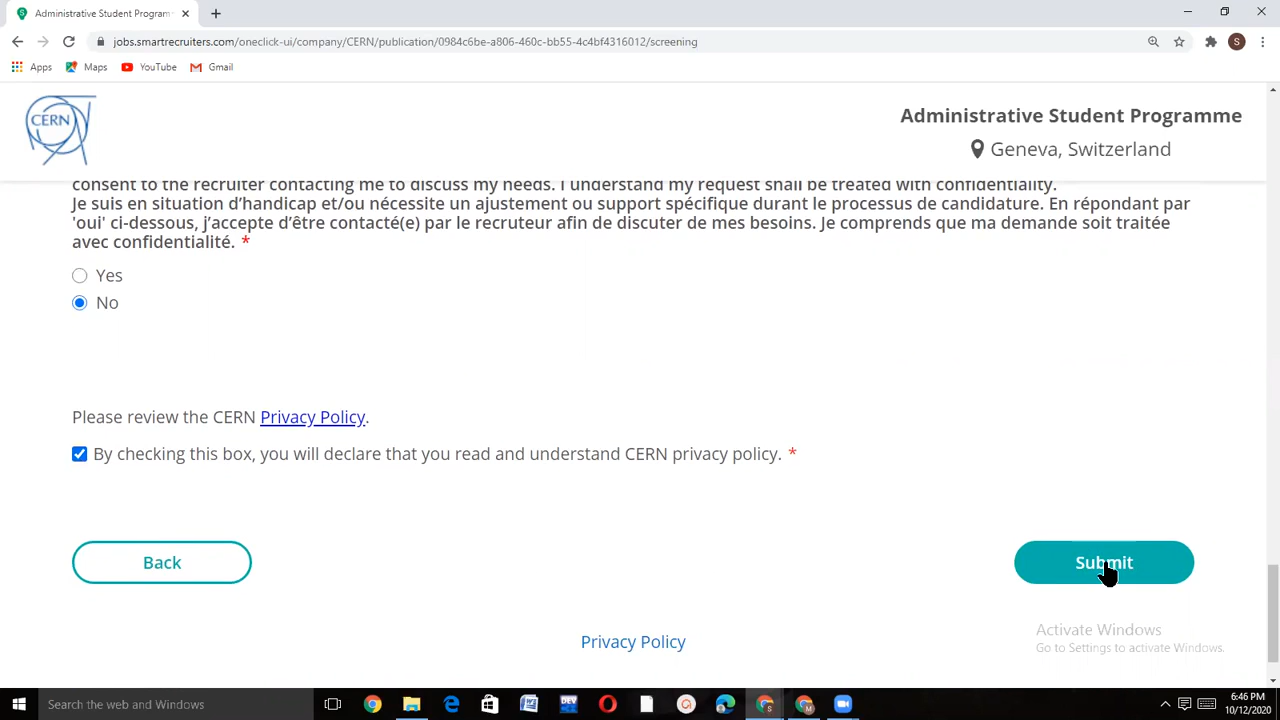 Administrative Student Program
jobs.smartrecruiters.com/oneclick-ui/company/CERN/publication/0984c6be-a806-460c-bb55-4c4bf4316012/screening
S
Apps Maps YouTube Gmail
CERN
Administrative Student Programme
Geneva, Switzerland
consent to the recruiter contacting me to discuss my needs. I understand my request shall be treated with confidentiality.
Je suis en situation d’handicap et/ou nécessite un ajustement ou support spécifique durant le processus de candidature. En répondant par
'oui' ci-dessous, j’accepte d’être contacté(e) par le recruteur afin de discuter de mes besoins. Je comprends que ma demande soit traitée
avec confidentialité. *
Yes
No
Please review the CERN Privacy Policy.
By checking this box, you will declare that you read and understand CERN privacy policy. *
Back
Submit
Privacy Policy
Activate Windows
Go to Settings to activate Windows.
Search the web and Windows
DEV
6:46 PM
10/12/2020